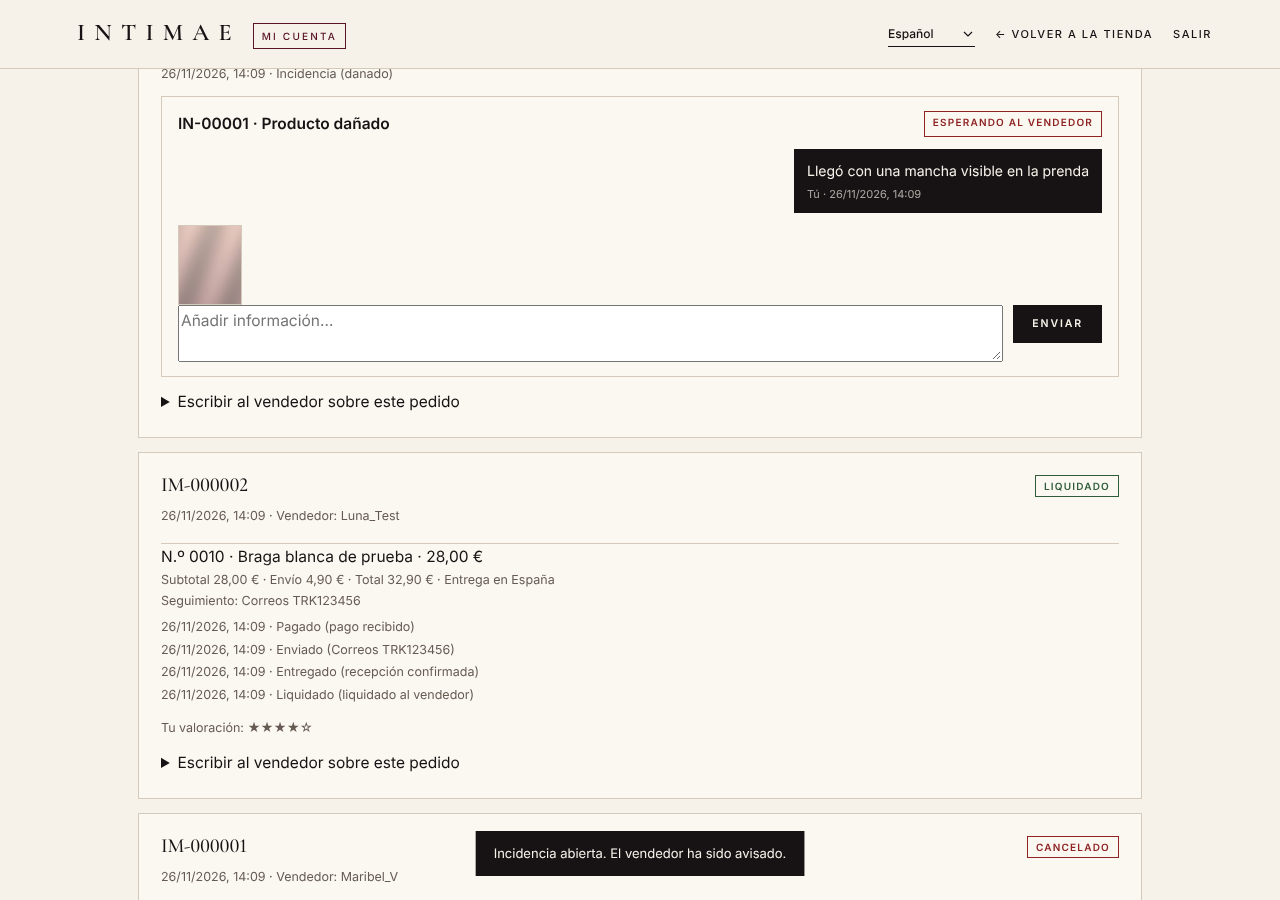 INTIMAE
MI CUENTA
Español
← VOLVER A LA TIENDA
SALIR
26/11/2026, 14:09 · Incidencia (danado)
IN-00001 · Producto dañado
ESPERANDO AL VENDEDOR
Llegó con una mancha visible en la prenda
Tú · 26/11/2026, 14:09
Añadir información…
ENVIAR
▶ Escribir al vendedor sobre este pedido
IM-000002
LIQUIDADO
26/11/2026, 14:09 · Vendedor: Luna_Test
N.º 0010 · Braga blanca de prueba · 28,00 €
Subtotal 28,00 € · Envío 4,90 € · Total 32,90 € · Entrega en España
Seguimiento: Correos TRK123456
26/11/2026, 14:09 · Pagado (pago recibido)
26/11/2026, 14:09 · Enviado (Correos TRK123456)
26/11/2026, 14:09 · Entregado (recepción confirmada)
26/11/2026, 14:09 · Liquidado (liquidado al vendedor)
Tu valoración: ★★★★☆
▶ Escribir al vendedor sobre este pedido
IM-000001
CANCELADO
26/11/2026, 14:09 · Vendedor: Maribel_V
Incidencia abierta. El vendedor ha sido avisado.